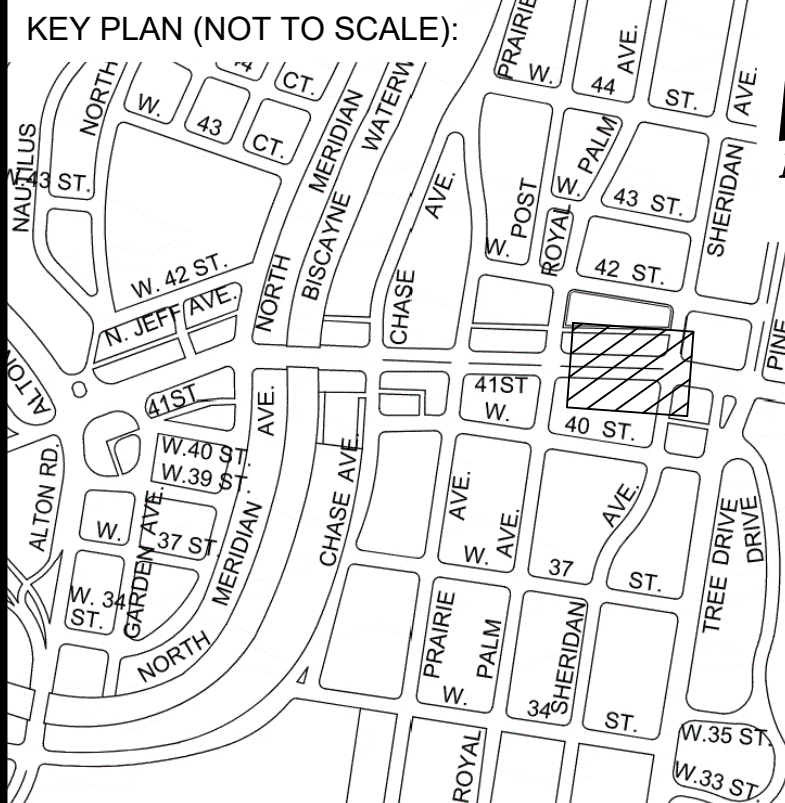 KEY PLAN (NOT TO SCALE):
PRAIRIE
W.
44
AVE.
ST.
AVE.
NORTH
W.
43
CT.
CT.
MERIDIAN
WATERW
NAUTILUS
43 ST.
AVE.
POST
W.
PALM
W.
ROYAL
43 ST.
SHERIDAN
42 ST.
W. 42 ST.
NORTH
BISCAYNE
CHASE
N. JEFF AVE.
PINE
ALTON
41ST
AVE.
41ST
W.
40 ST.
W.40 ST.
W.39 ST.
ALTON RD.
CHASE AVE.
AVE.
AVE.
AVE.
TREE DRIVE
DRIVE
W.
GARDEN AVE.
37 ST.
MERIDIAN
W.
37
ST.
W. 34
ST.
NORTH
PRAIRIE
PALM
SHERIDAN
W.
34
ST.
ROYAL
W.35 ST.
W.33 ST.